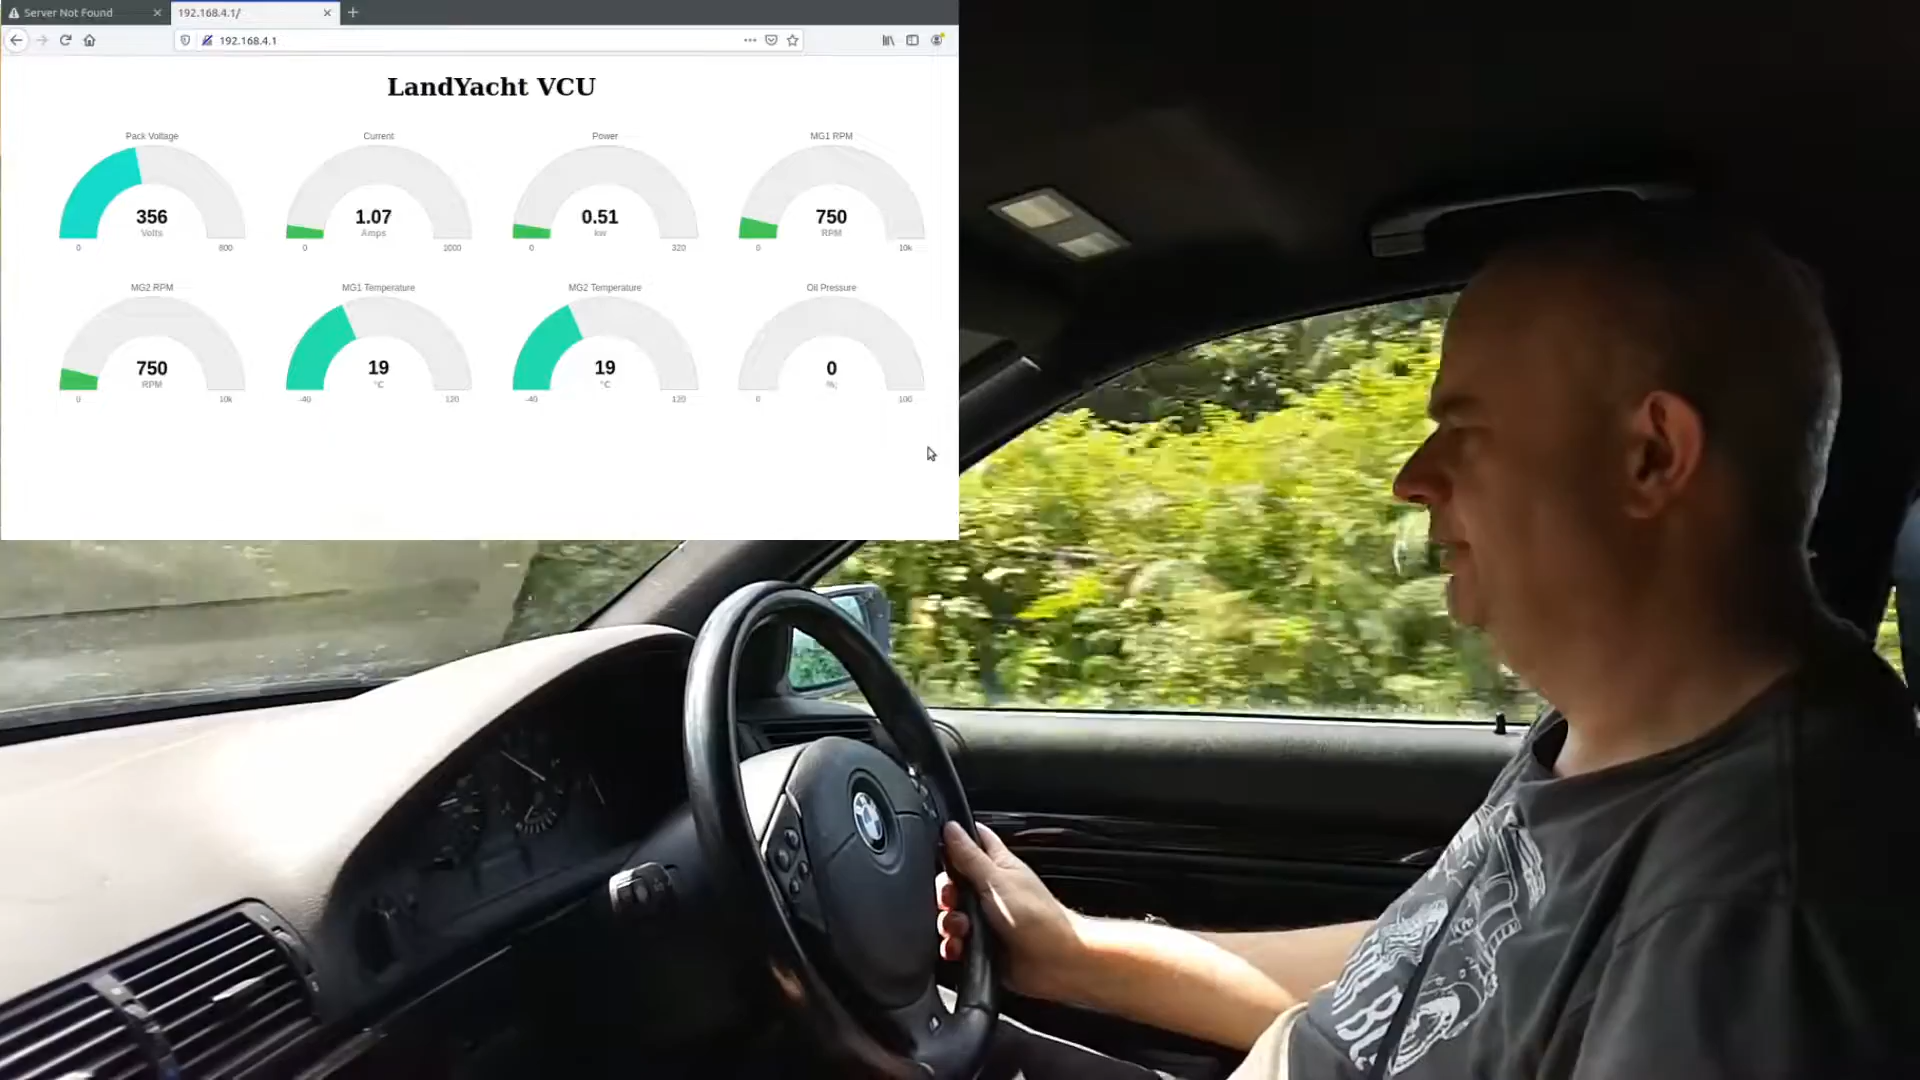 Server Not Found
192.168.4.1/
192.168.4.1
LandYacht VCU
Pack Voltage
356
Volts
0
800
Current
1.07
Amps
0
2000
Power
0.51
kw
0
320
MG1 RPM
750
RPM
0
10k
MG2 RPM
750
RPM
0
10k
MG1 Temperature
19
°C
-40
120
MG2 Temperature
19
°C
-40
120
Oil Pressure
0
%;
0
100